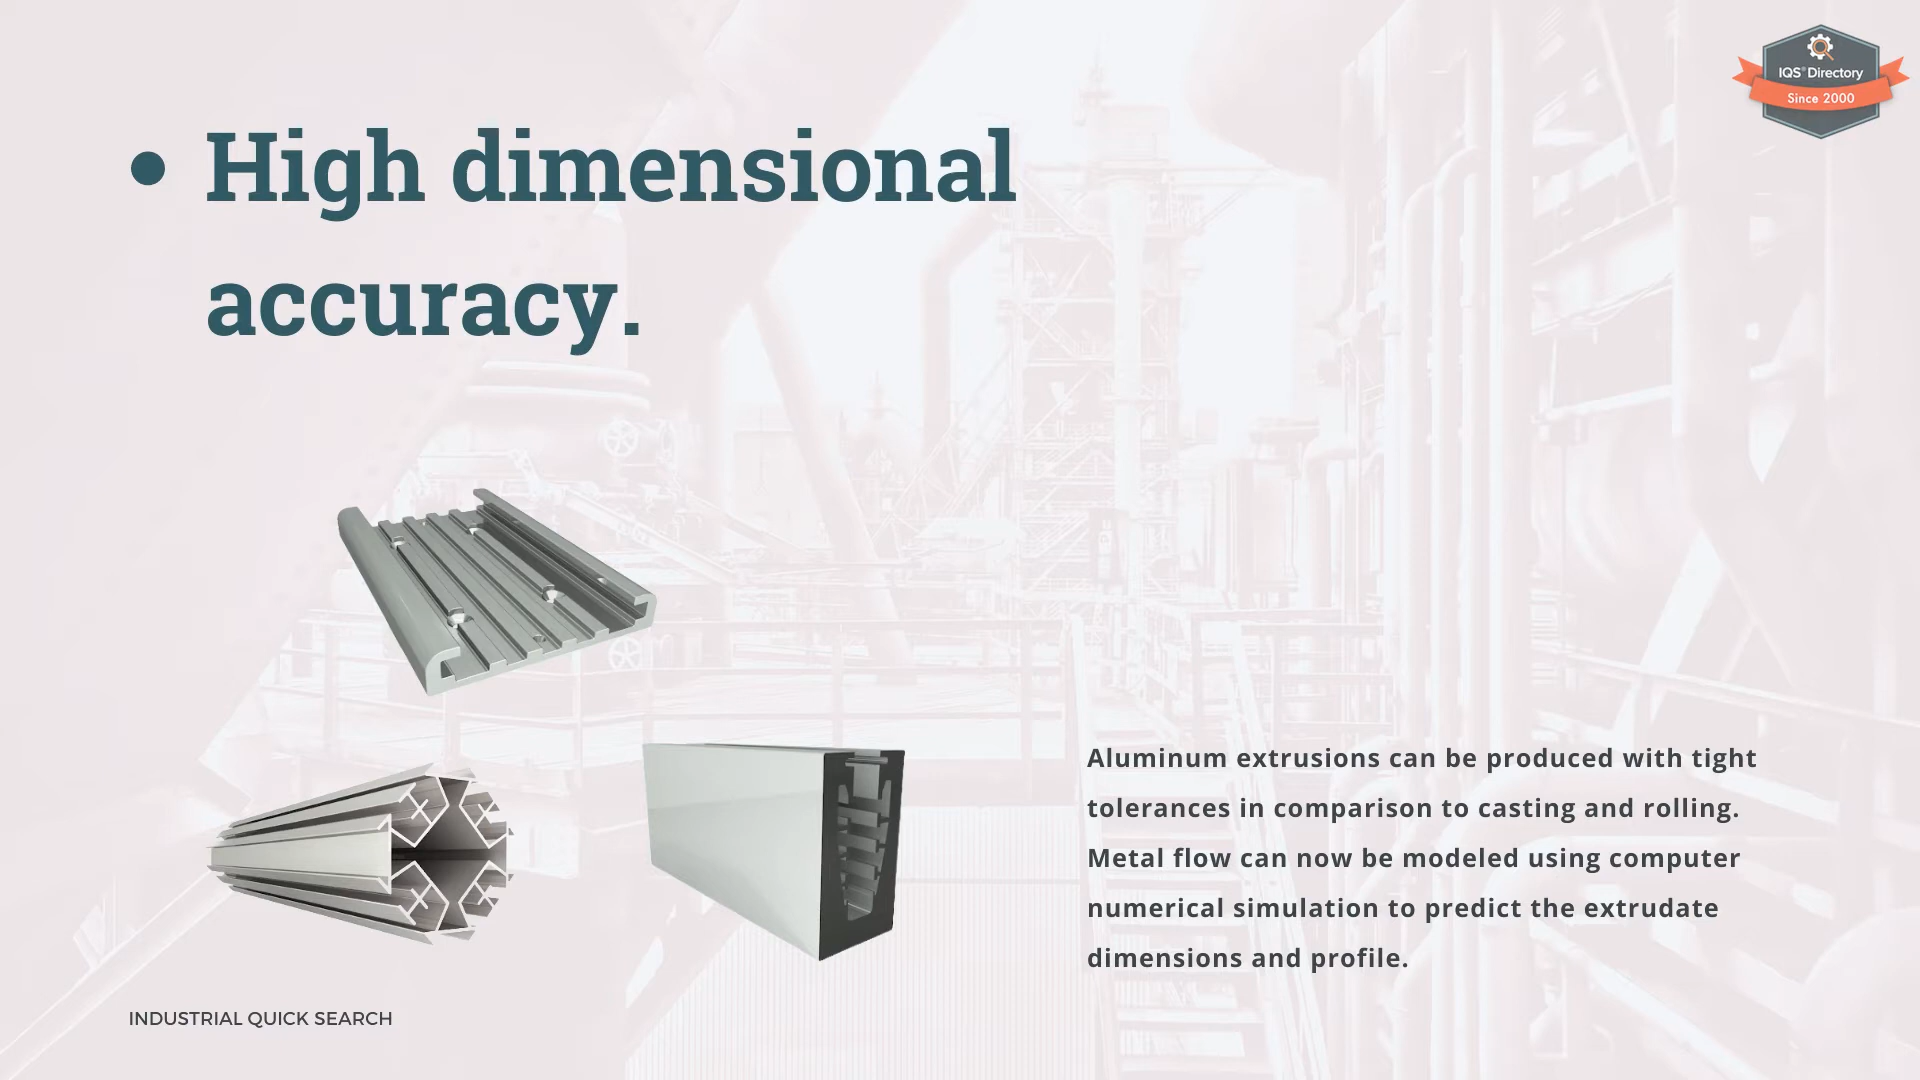 IQS® Directory
Since 2000
• High dimensional
accuracy.
Aluminum extrusions can be produced with tight
tolerances in comparison to casting and rolling.
Metal flow can now be modeled using computer
numerical simulation to predict the extrudate
dimensions and profile.
INDUSTRIAL QUICK SEARCH